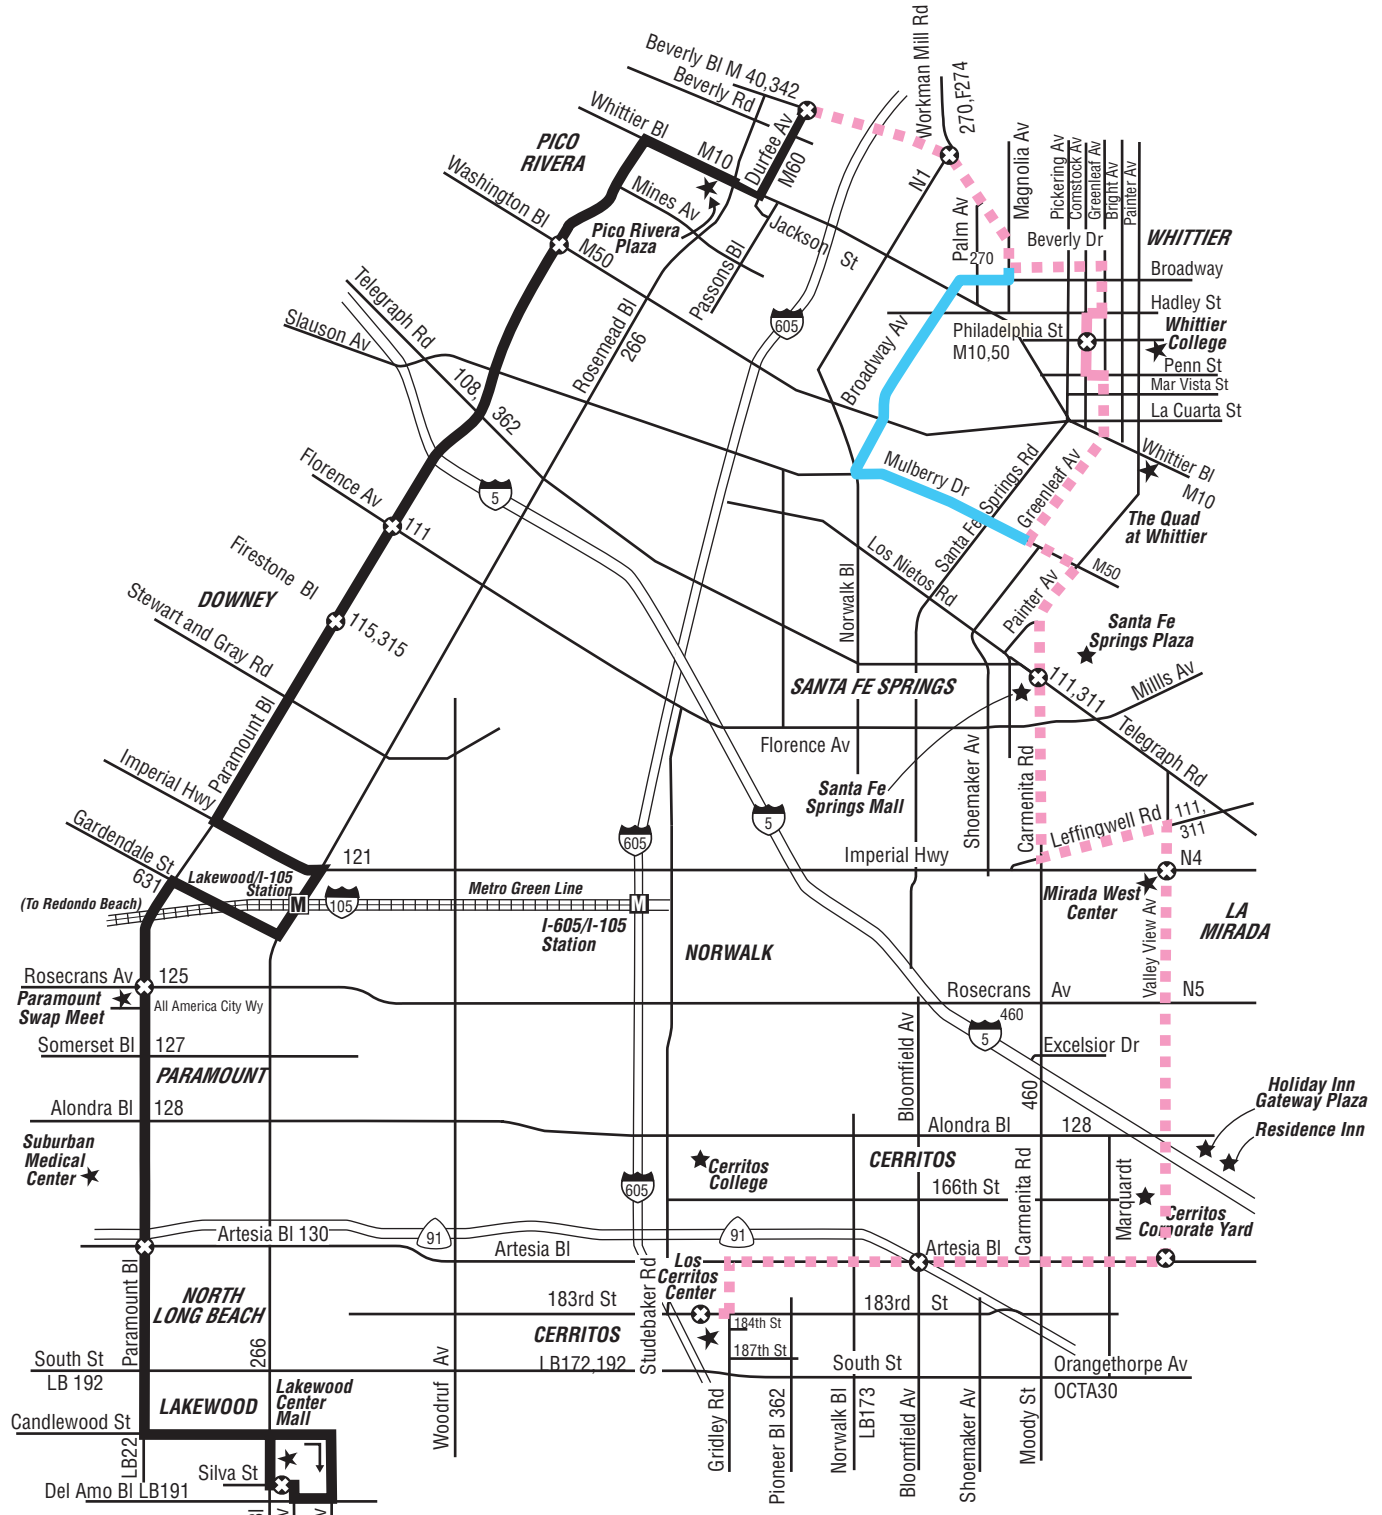 Beverly Bl M 40,342
Beverly Rd
Whittier Bl
M10
Durfee Av
M60
Workman Mill Rd
270,F274
N1
PICO
RIVERA
Washington Bl
M50
Mines Av
Pico Rivera
Plaza
Passons Bl
Jackson St
Palm Av
270
Magnolia Av
Pickering Av
Comstock Av
Greenleaf Av
Bright Av
Painter Av
Beverly Dr
WHITTIER
Broadway
Hadley St
Philadelphia St
M10,50
Whittier
College
Penn St
Mar Vista St
La Cuarta St
Telegraph Rd
Slauson Av
108,
362
Rosemead Bl
266
605
Broadway Av
Mulberry Dr
Santa Fe Springs Rd
Greenleaf Av
Whittier Bl
M10
The Quad
at Whittier
M50
Florence Av
111
5
Firestone Bl
115,315
DOWNEY
Stewart and Gray Rd
Los Nietos Rd
Norwalk Bl
Painter Av
Santa Fe
Springs Plaza
SANTA FE SPRINGS
111,311
Millls Av
Telegraph Rd
Florence Av
Paramount Bl
Imperial Hwy
Gardendale St
631
Santa Fe
Springs Mall
Shoemaker Av
Carmenita Rd
Leffingwell Rd
111,
311
5
605
121
Imperial Hwy
N4
Lakewood/I-105
Station
M
105
Metro Green Line
M
(To Redondo Beach)
I-605/I-105
Station
Mirada West
Center
Valley View Av
LA
MIRADA
NORWALK
Rosecrans Av
125
Rosecrans Av
N5
Paramount
Swap Meet
All America City Wy
460
5
Excelsior Dr
Somerset Bl
127
PARAMOUNT
Bloomfield Av
460
Holiday Inn
Gateway Plaza
Residence Inn
Alondra Bl
128
Alondra Bl
128
Suburban
Medical
Center
Cerritos
College
CERRITOS
605
166th St
Carmenita Rd
Marquardt
Cerritos
Corporate Yard
Artesia Bl 130
91
91
Artesia Bl
Artesia Bl
Paramount Bl
Los
Cerritos
Center
Studebaker Rd
NORTH
LONG BEACH
183rd St
183rd St
CERRITOS
184th St
187th St
266
South St
LB 192
LB172,192
South St
Orangethorpe Av
OCTA30
Woodruf Av
Lakewood
Center
Mall
LAKEWOOD
Candlewood St
LB22
Silva St
Del Amo Bl LB191
Gridley Rd
Pioneer Bl 362
Norwalk Bl
LB173
Bloomfield Av
Shoemaker Av
Moody St